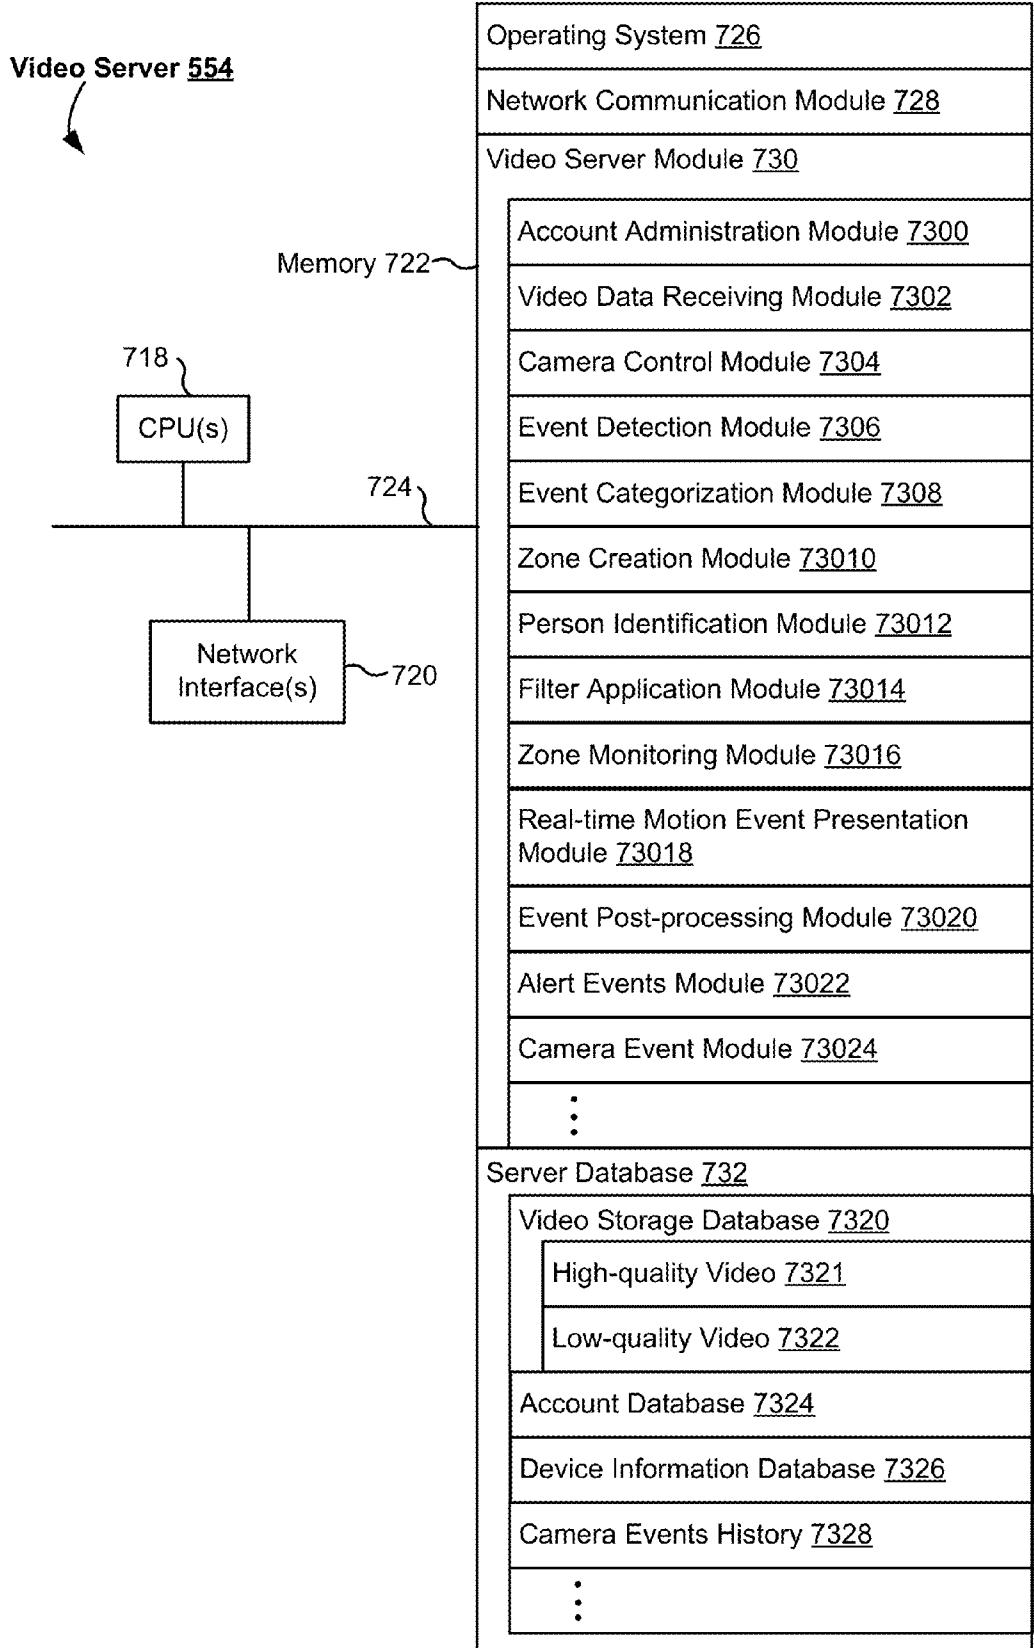 Video Server 554
Memory 722
718
CPU(s)
724
Network
Interface(s)
720
Operating System 726
Network Communication Module 728
Video Server Module 730
Account Administration Module 7300
Video Data Receiving Module 7302
Camera Control Module 7304
Event Detection Module 7306
Event Categorization Module 7308
Zone Creation Module 73010
Person Identification Module 73012
Filter Application Module 73014
Zone Monitoring Module 73016
Real-time Motion Event Presentation
Module 73018
Event Post-processing Module 73020
Alert Events Module 73022
Camera Event Module 73024
Server Database 732
Video Storage Database 7320
High-quality Video 7321
Low-quality Video 7322
Account Database 7324
Device Information Database 7326
Camera Events History 7328